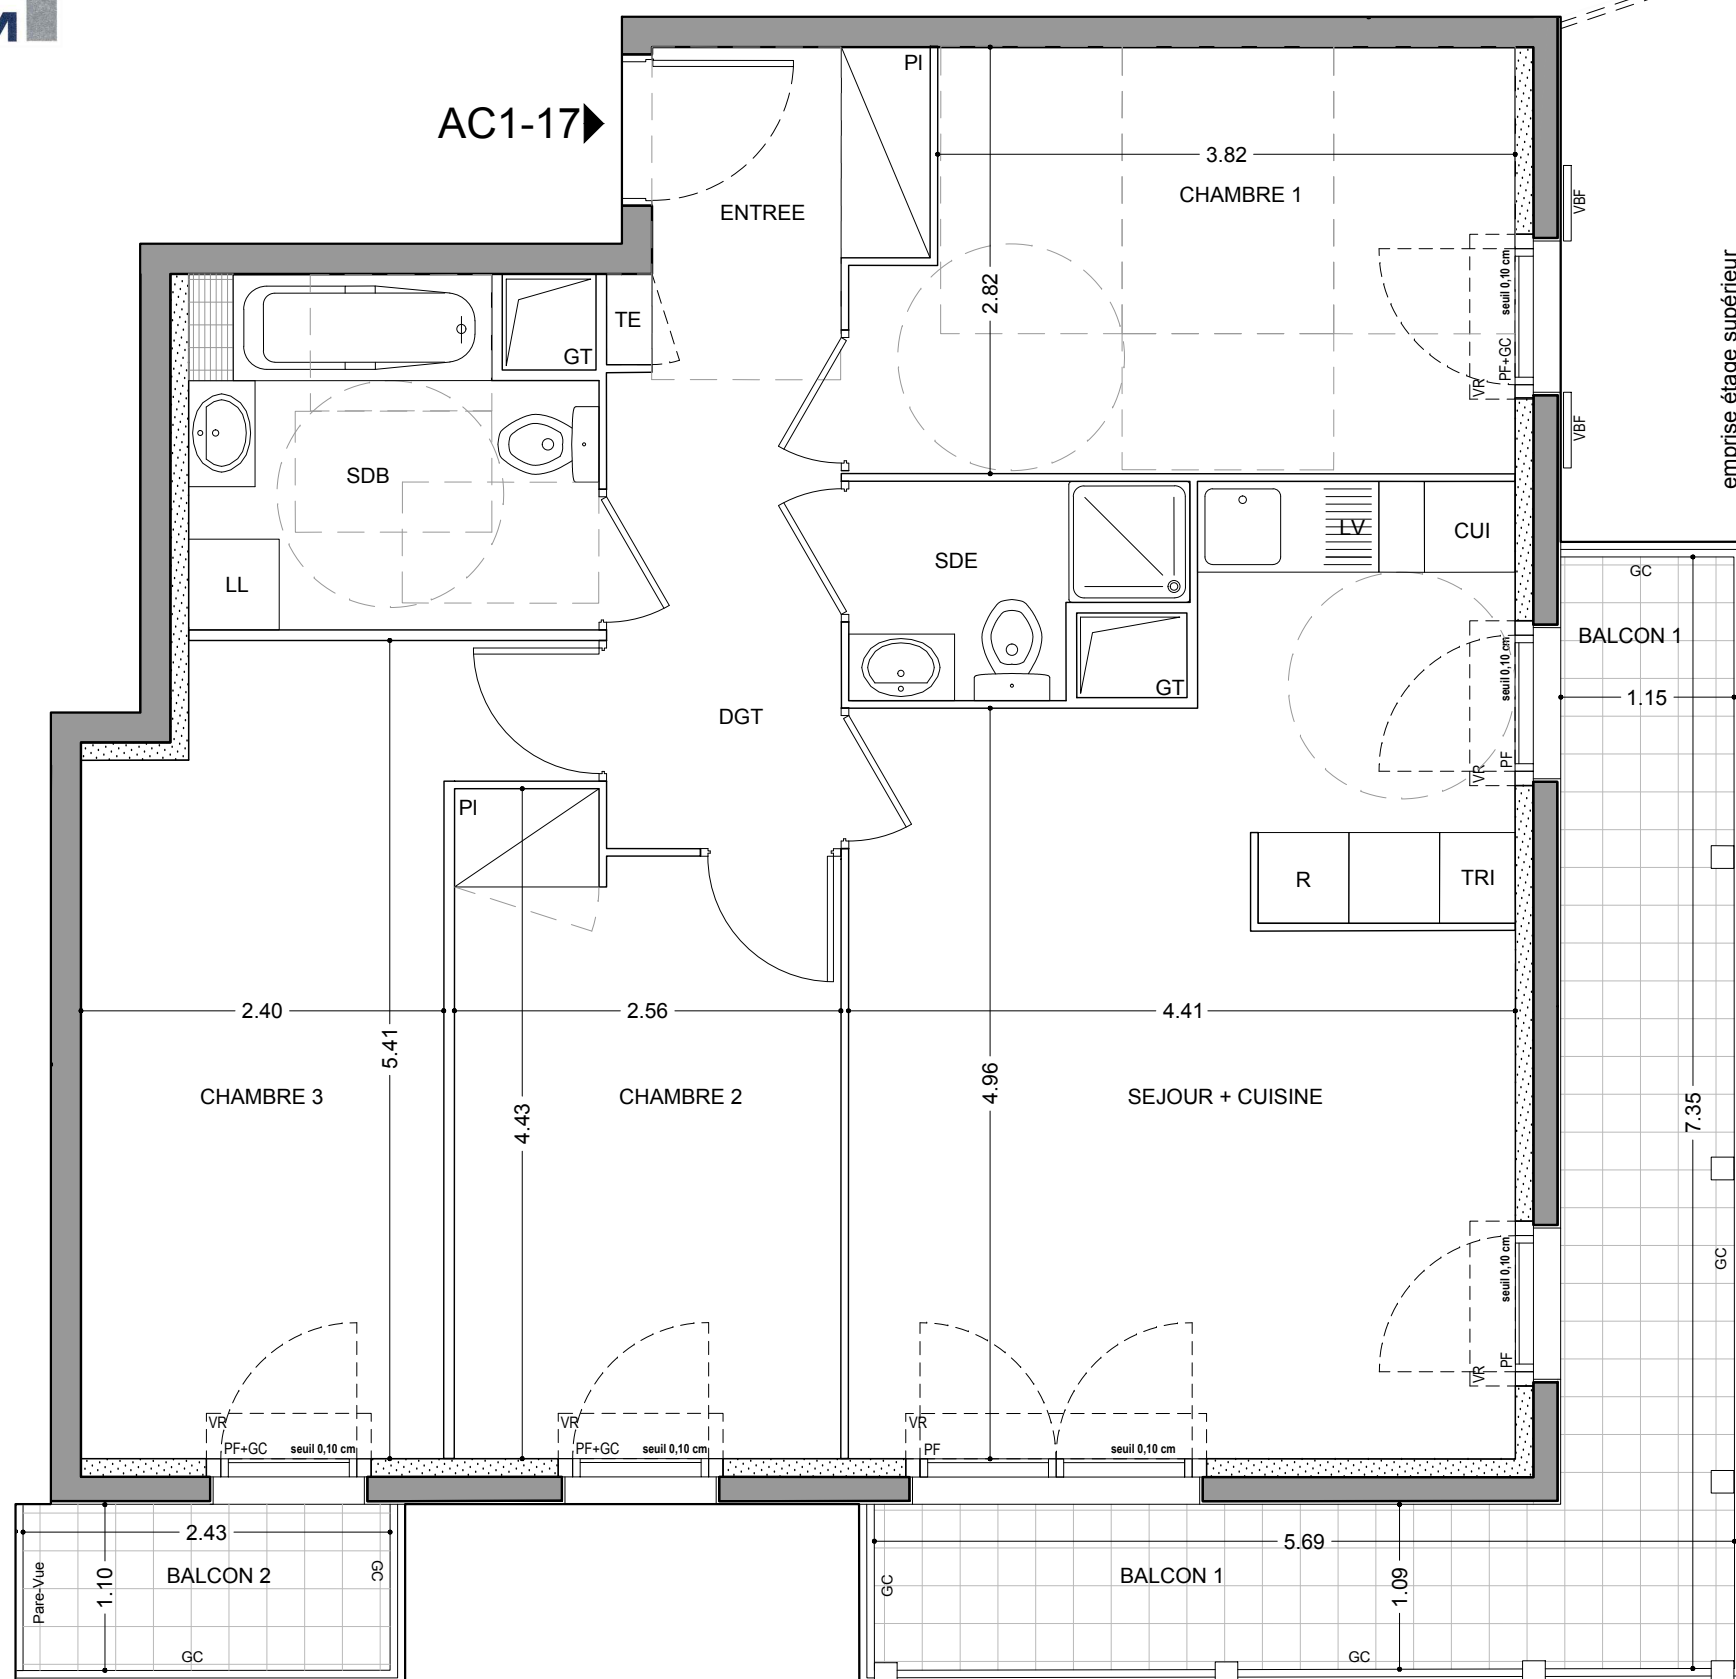 M
AC1-17
ENTREE
PI
3.82
CHAMBRE 1
2.82
VBF
seuil 0,10 cm
PF+GC
VR
VBF
emprise étage supérieur
TE
GT
SDB
LL
SDE
LV
CUI
GT
GC
BALCON 1
1.15
seuil 0,10 cm
PF
VR
DGT
PI
R
TRI
2.40
2.56
4.41
5.41
4.43
4.96
CHAMBRE 3
CHAMBRE 2
SEJOUR + CUISINE
7.35
GC
seuil 0,10 cm
PF
VR
VR
PF+GC
seuil 0,10 cm
VR
PF+GC
seuil 0,10 cm
VR
PF
seuil 0,10 cm
2.43
BALCON 2
1.10
Pare-Vue
GC
GC
5.69
BALCON 1
1.09
GC
GC